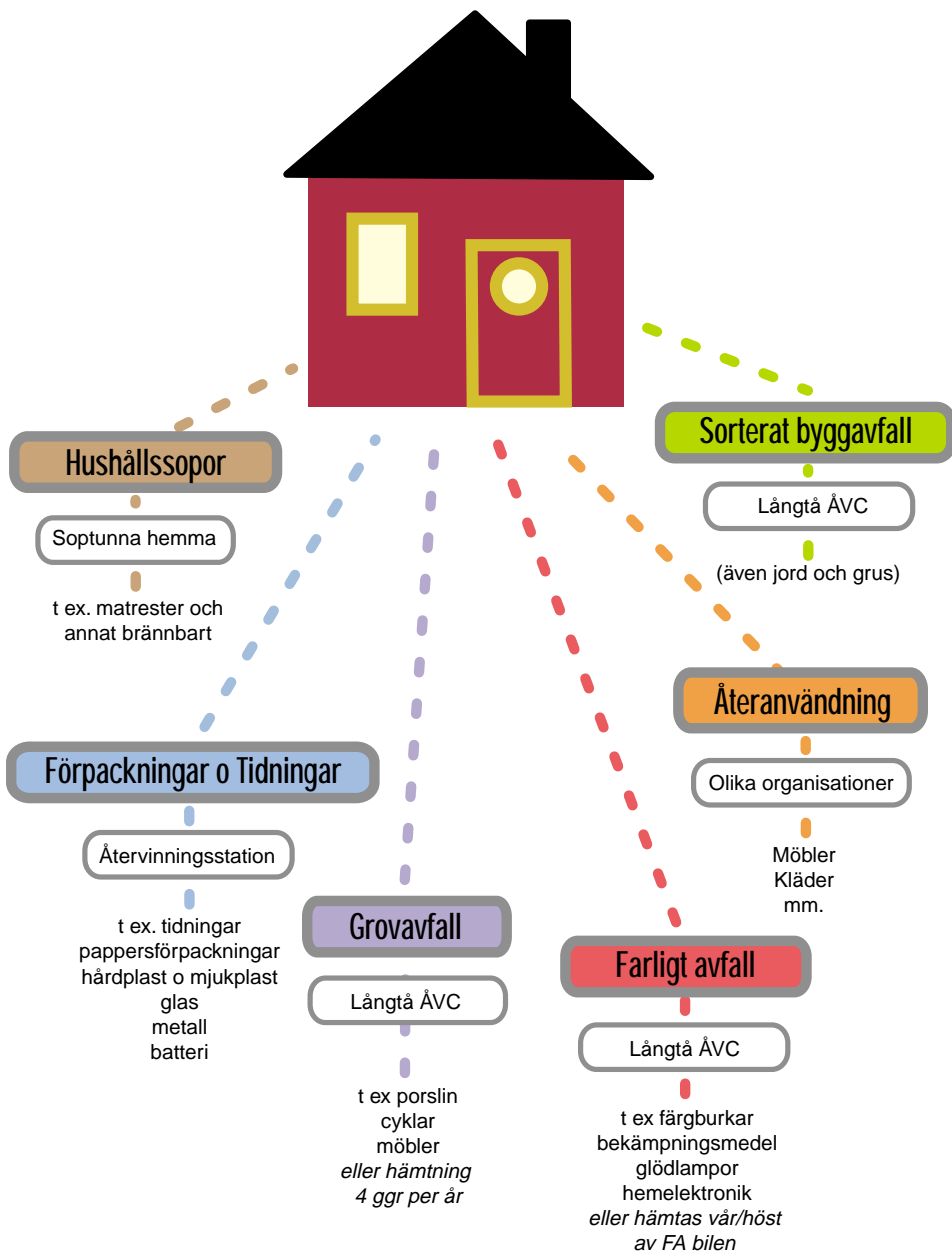 Hushållssopor
Soptunna hemma
t ex. matrester och
annat brännbart
Förpackningar o Tidningar
Återvinningsstation
t ex. tidningar
pappersförpackningar
hårdplast o mjukplast
glas
metall
batteri
Grovavfall
Långtå ÅVC
t ex porslin
cyklar
möbler
eller hämtning
4 ggr per år
Farligt avfall
Långtå ÅVC
t ex färgburkar
bekämpningsmedel
glödlampor
hemelektronik
eller hämtas vår/höst
av FA bilen
Återanvändning
Olika organisationer
Möbler
Kläder
mm.
Sorterat byggavfall
Långtå ÅVC
(även jord och grus)